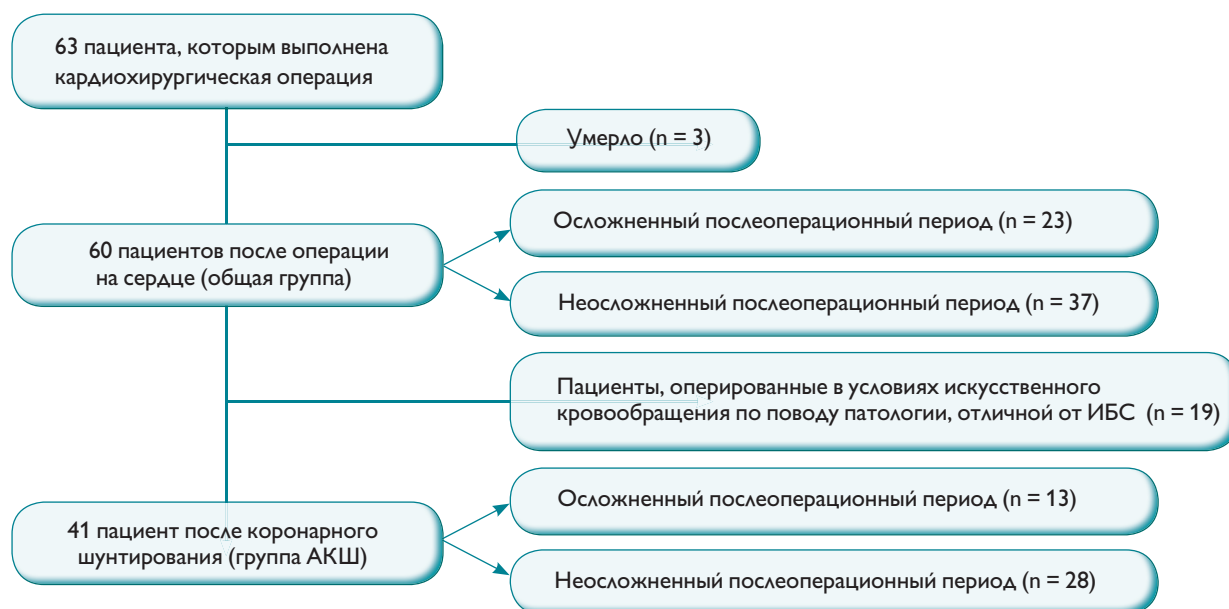 63 пациента, которым выполнена
кардиохирургическая операция
Умерло (n = 3)
60 пациентов после операции
на сердце (общая группа)
Осложненный послеоперационный период (n = 23)
Неосложненный послеоперационный период (n = 37)
Пациенты, оперированные в условиях искусственного
кровообращения по поводу патологии, отличной от ИБС (n = 19)
41 пациент после коронарного
шунтирования (группа АКШ)
Осложненный послеоперационный период (n = 13)
Неосложненный послеоперационный период (n = 28)